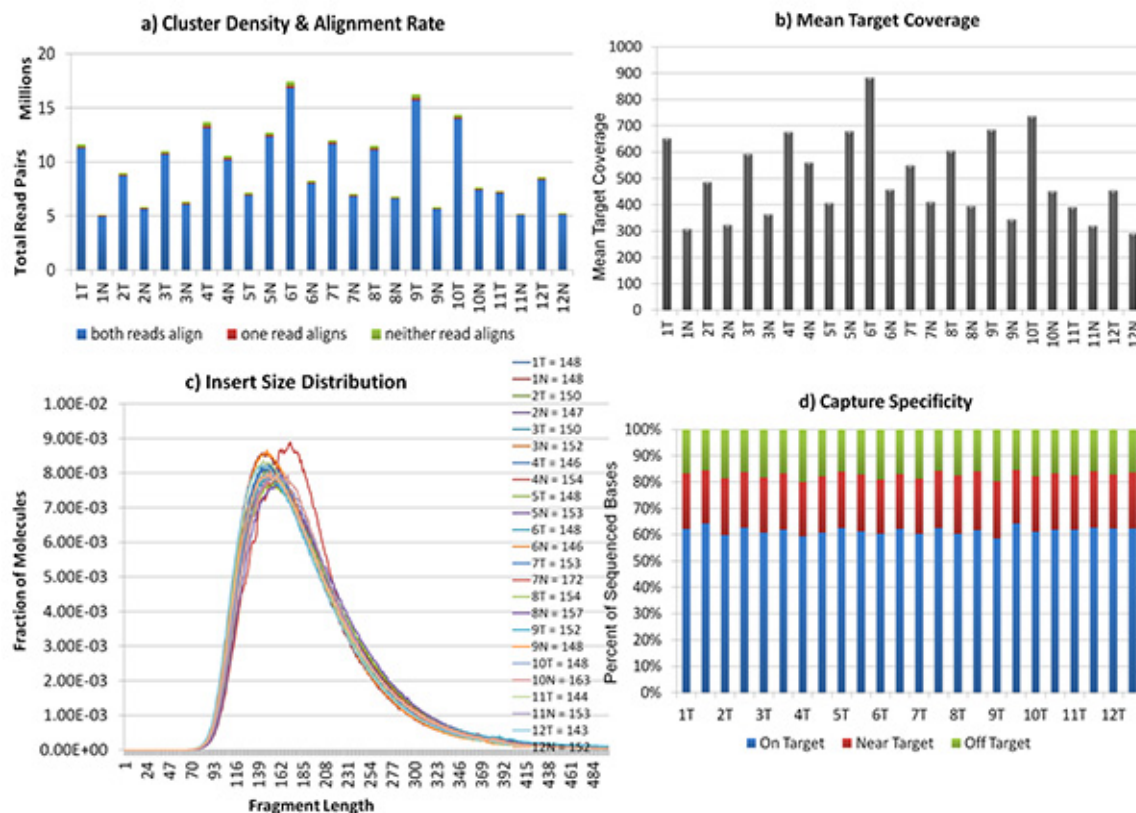 a) Cluster Density & Alignment Rate
Total Read Pairs Millions
20
15
10
5
0
1T 1N 2T 2N 3T 3N 4T 4N 5T 5N 6T 6N 7T 7N 8T 8N 9T 9N 10T 10N 11T 11N 12T 12N
both reads align one read aligns neither read aligns
b) Mean Target Coverage
Mean Target Coverage
1000
900
800
700
600
500
400
300
200
100
0
1T 1N 2T 2N 3T 3N 4T 4N 5T 5N 6T 6N 7T 7N 8T 8N 9T 9N 10T 10N 11T 11N 12T 12N
c) Insert Size Distribution
Fraction of Molecules
1.00E-02
9.00E-03
8.00E-03
7.00E-03
6.00E-03
5.00E-03
4.00E-03
3.00E-03
2.00E-03
1.00E-03
0.00E+00
1 24 47 70 93 116 139 162 185 208 231 254 277 300 323 346 369 392 415 438 461 484
Fragment Length
1T = 148
1N = 148
2T = 150
2N = 147
3T = 150
3N = 152
4T = 146
4N = 154
5T = 148
5N = 153
6T = 148
6N = 146
7T = 153
7N = 172
8T = 154
8N = 157
9T = 152
9N = 148
10T = 148
10N = 163
11T = 144
11N = 153
12T = 143
12N = 152
d) Capture Specificity
Percent of Sequenced Bases
100%
90%
80%
70%
60%
50%
40%
30%
20%
10%
0%
1T 2T 3T 4T 5T 6T 7T 8T 9T 10T 11T 12T
On Target Near Target Off Target